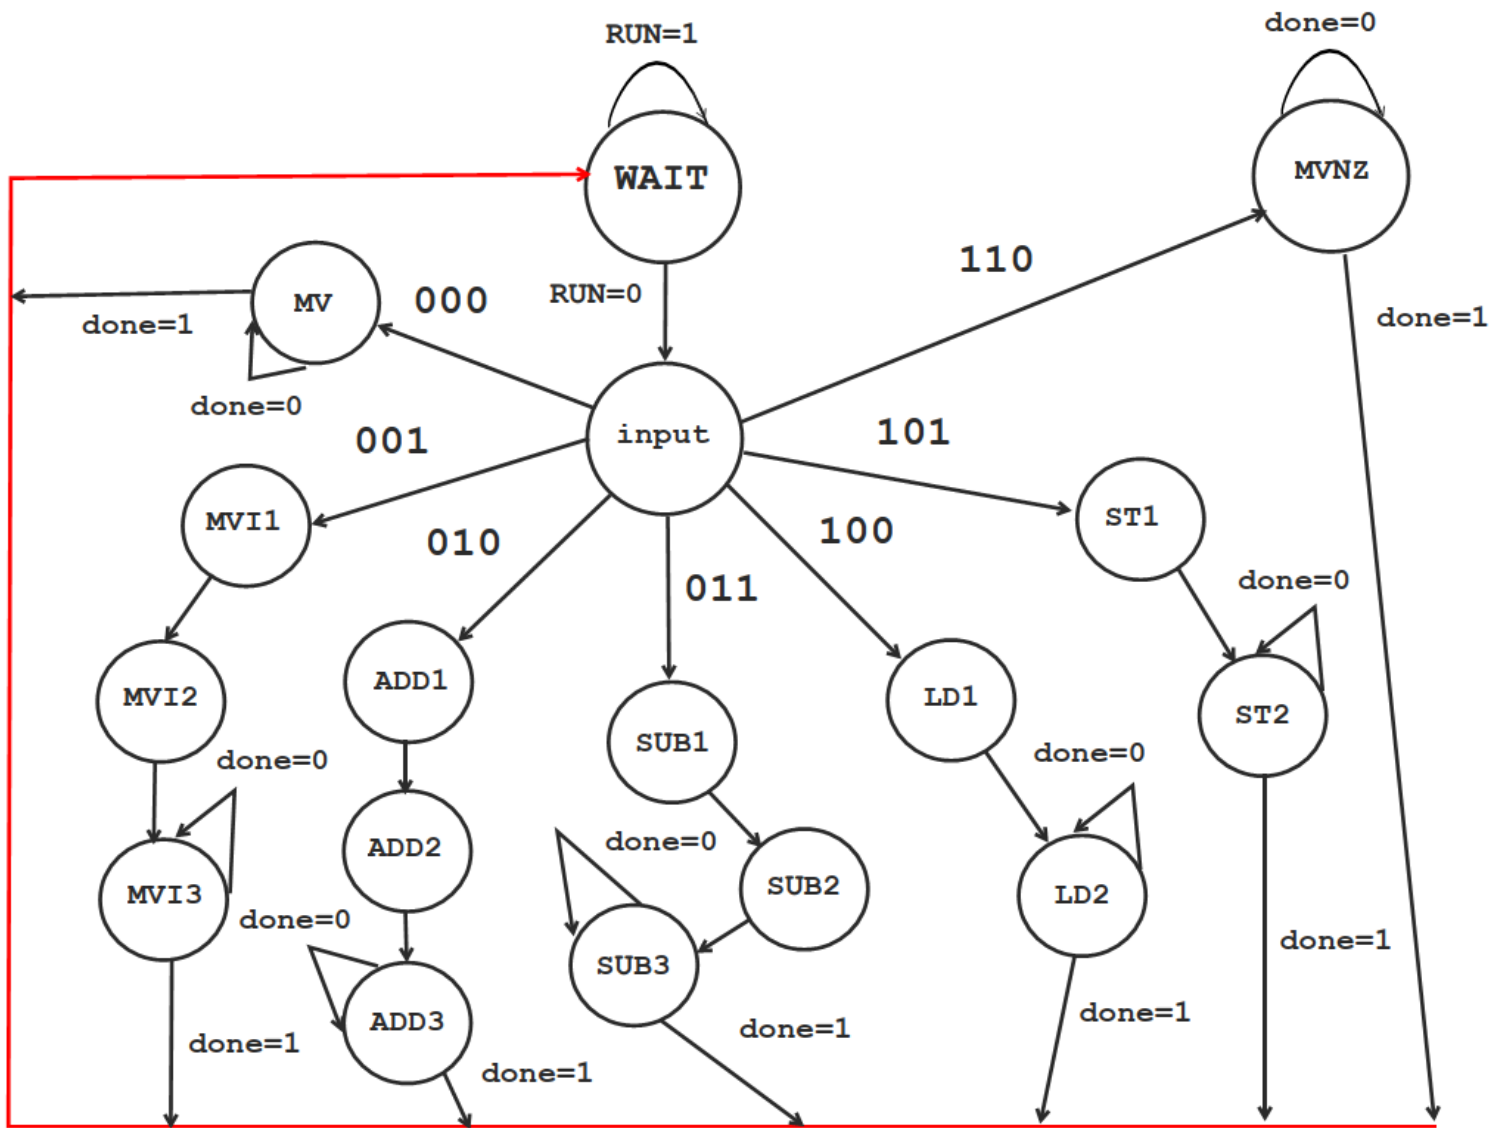 done=0
RUN=1
MVNZ
WAIT
110
RUN=0
000
MV
done=1
done=1
done=0
101
001
input
ST1
MVI1
100
010
done=0
011
ADD1
MVI2
LD1
ST2
SUB1
done=0
done=0
done=0
ADD2
SUB2
MVI3
LD2
done=0
done=1
SUB3
done=1
ADD3
done=1
done=1
done=1